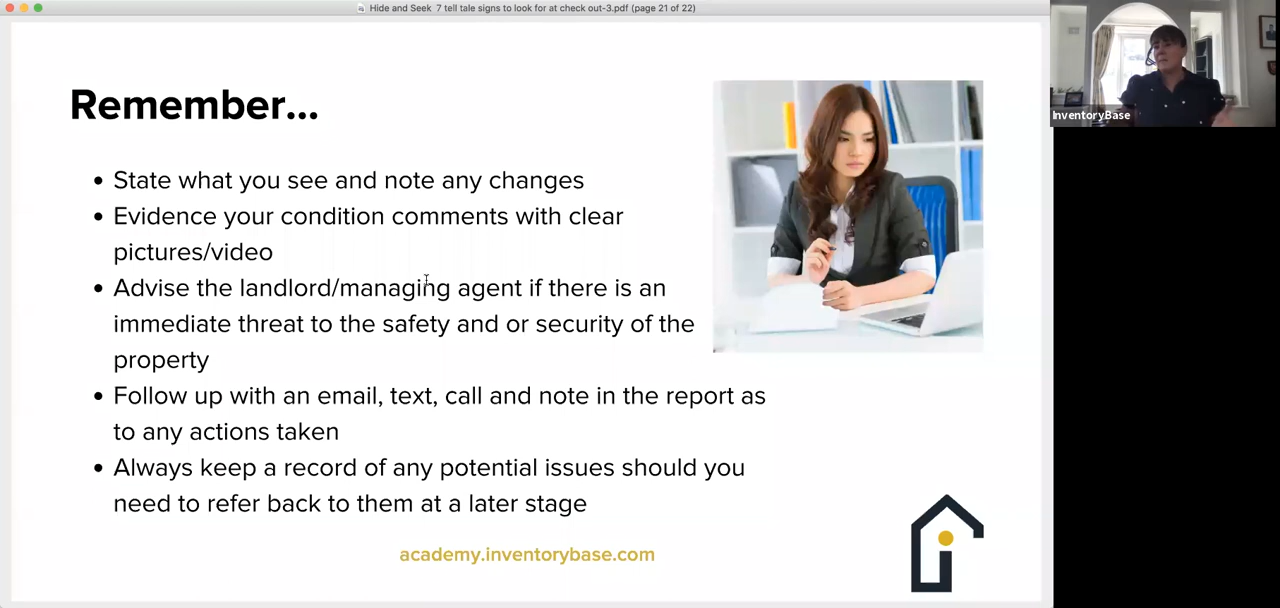 Hide and Seek 7 tell tale signs to look for at check out-3.pdf (page 21 of 22)
Remember...
• State what you see and note any changes
• Evidence your condition comments with clear
pictures/video
• Advise the landlord/managing agent if there is an
immediate threat to the safety and or security of the
property
• Follow up with an email, text, call and note in the report as
to any actions taken
• Always keep a record of any potential issues should you
need to refer back to them at a later stage
academy.inventorybase.com
InventoryBase